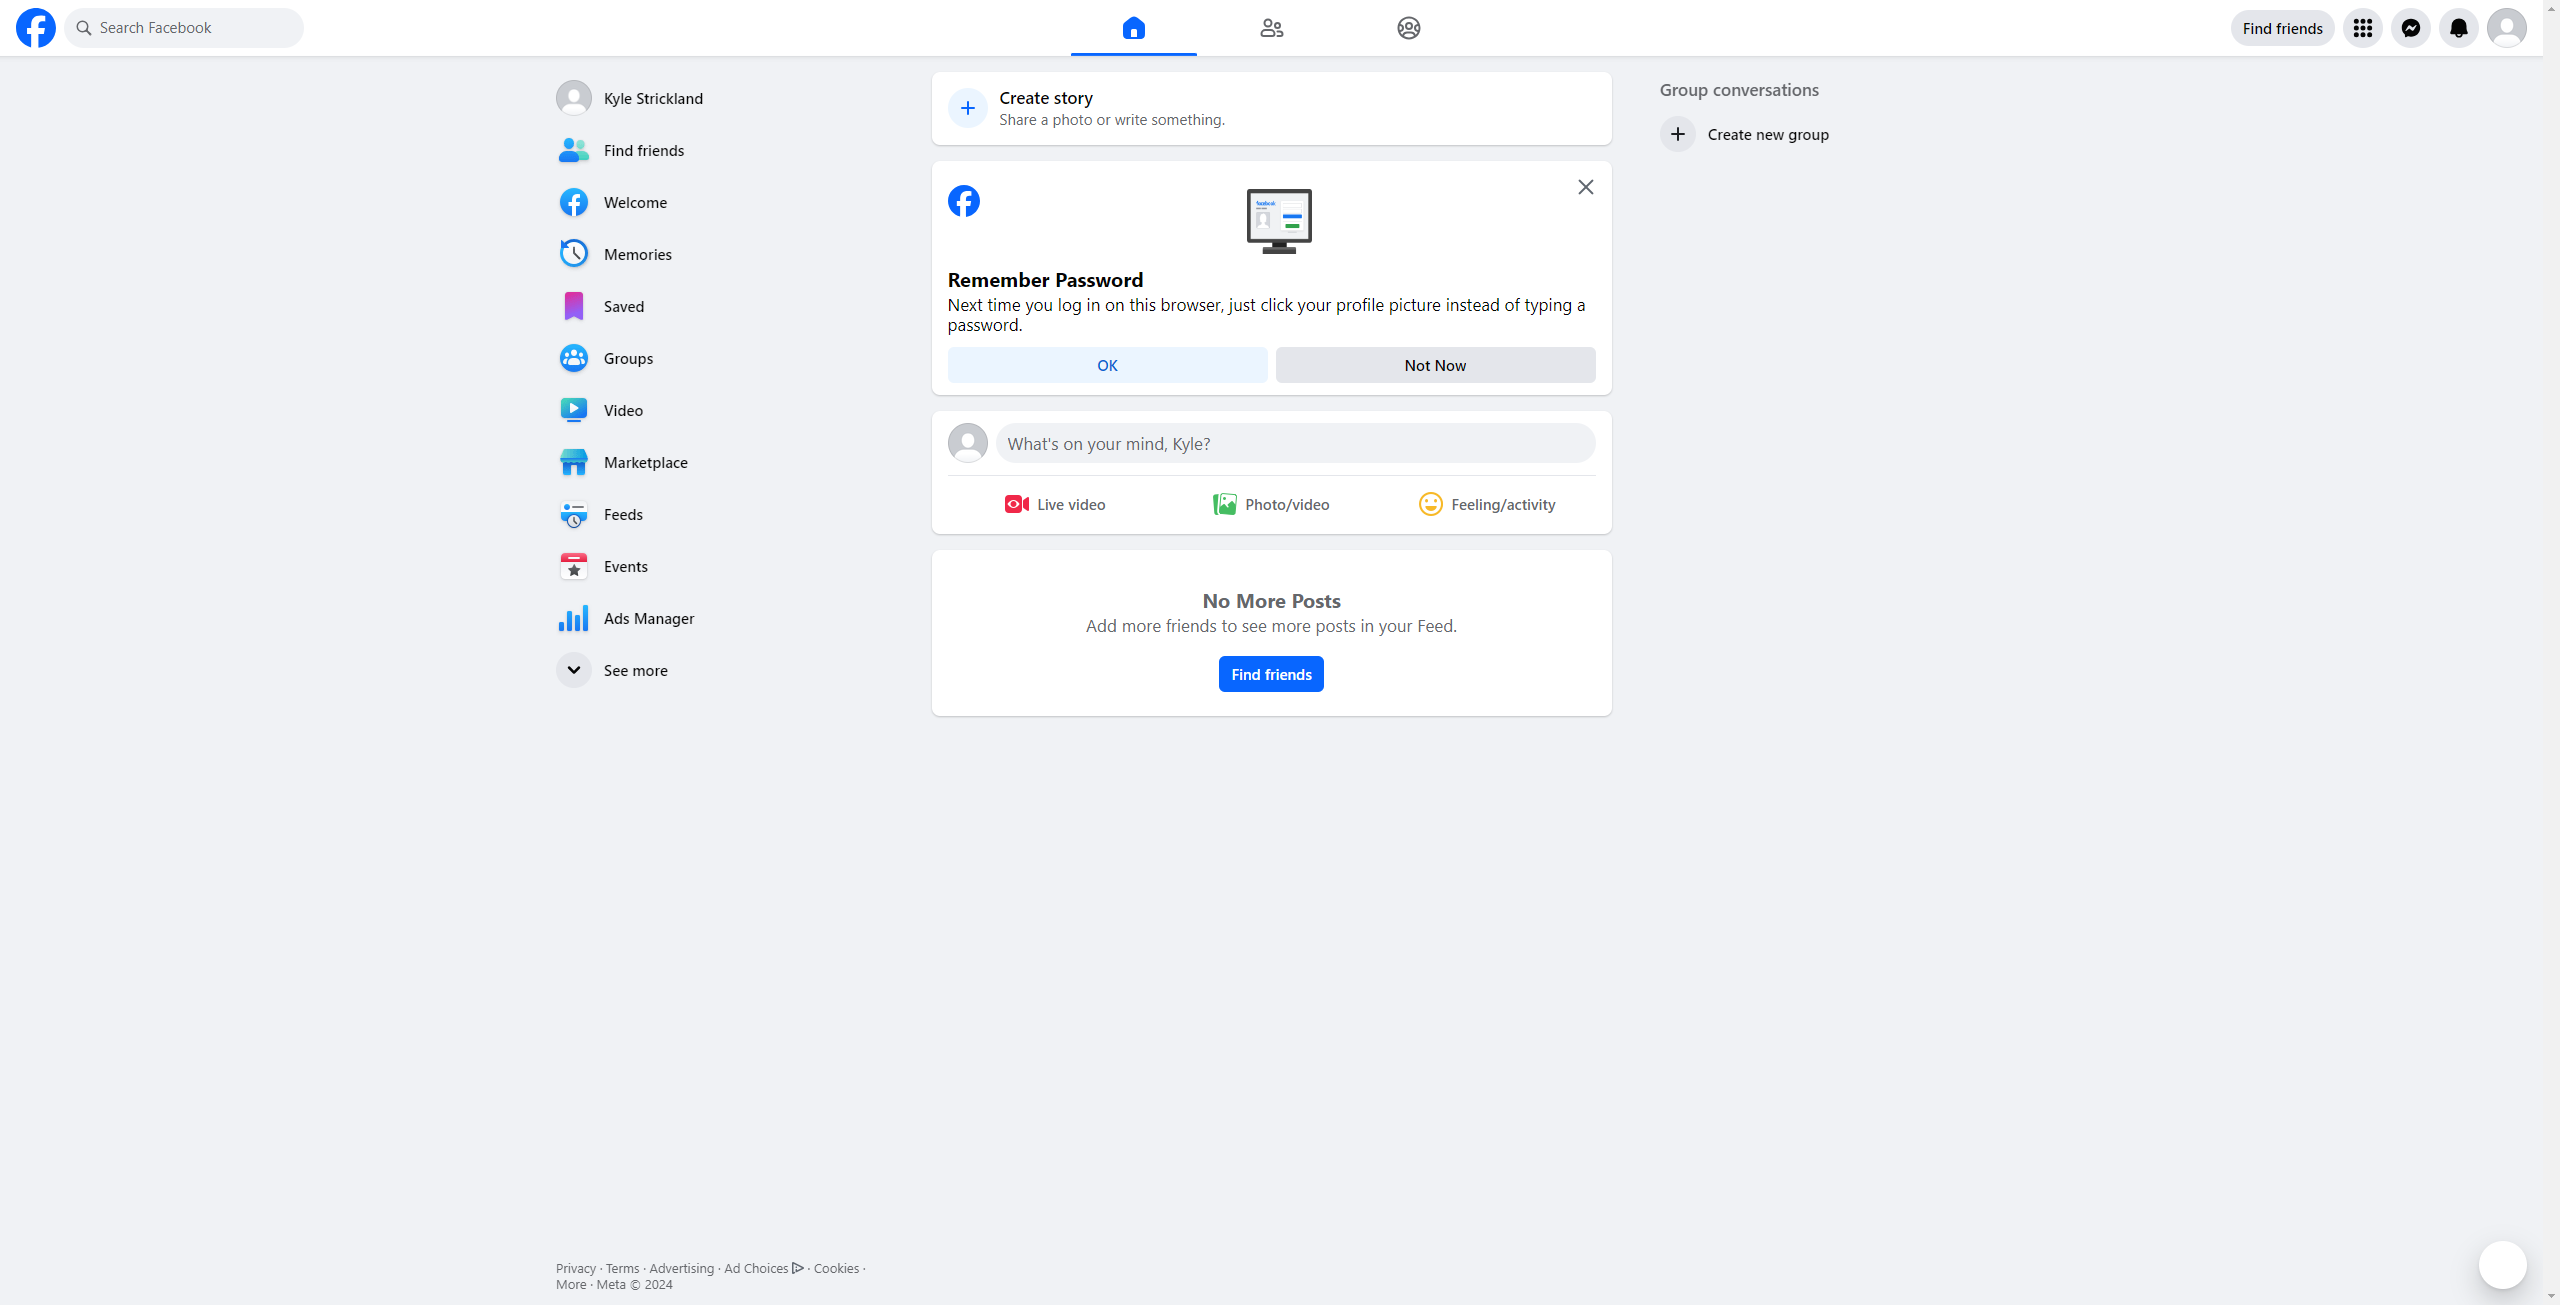 Search Facebook
Find friends
Kyle Strickland
Find friends
Welcome
Memories
Saved
Groups
Video
Marketplace
Feeds
Events
Ads Manager
See more
Privacy · Terms · Advertising · Ad Choices · Cookies ·
More · Meta © 2024
Create story
Share a photo or write something.
facebook
Remember Password
Next time you log in on this browser, just click your profile picture instead of typing a
password.
OK
Not Now
What's on your mind, Kyle?
Live video
Photo/video
Feeling/activity
No More Posts
Add more friends to see more posts in your Feed.
Find friends
Group conversations
Create new group